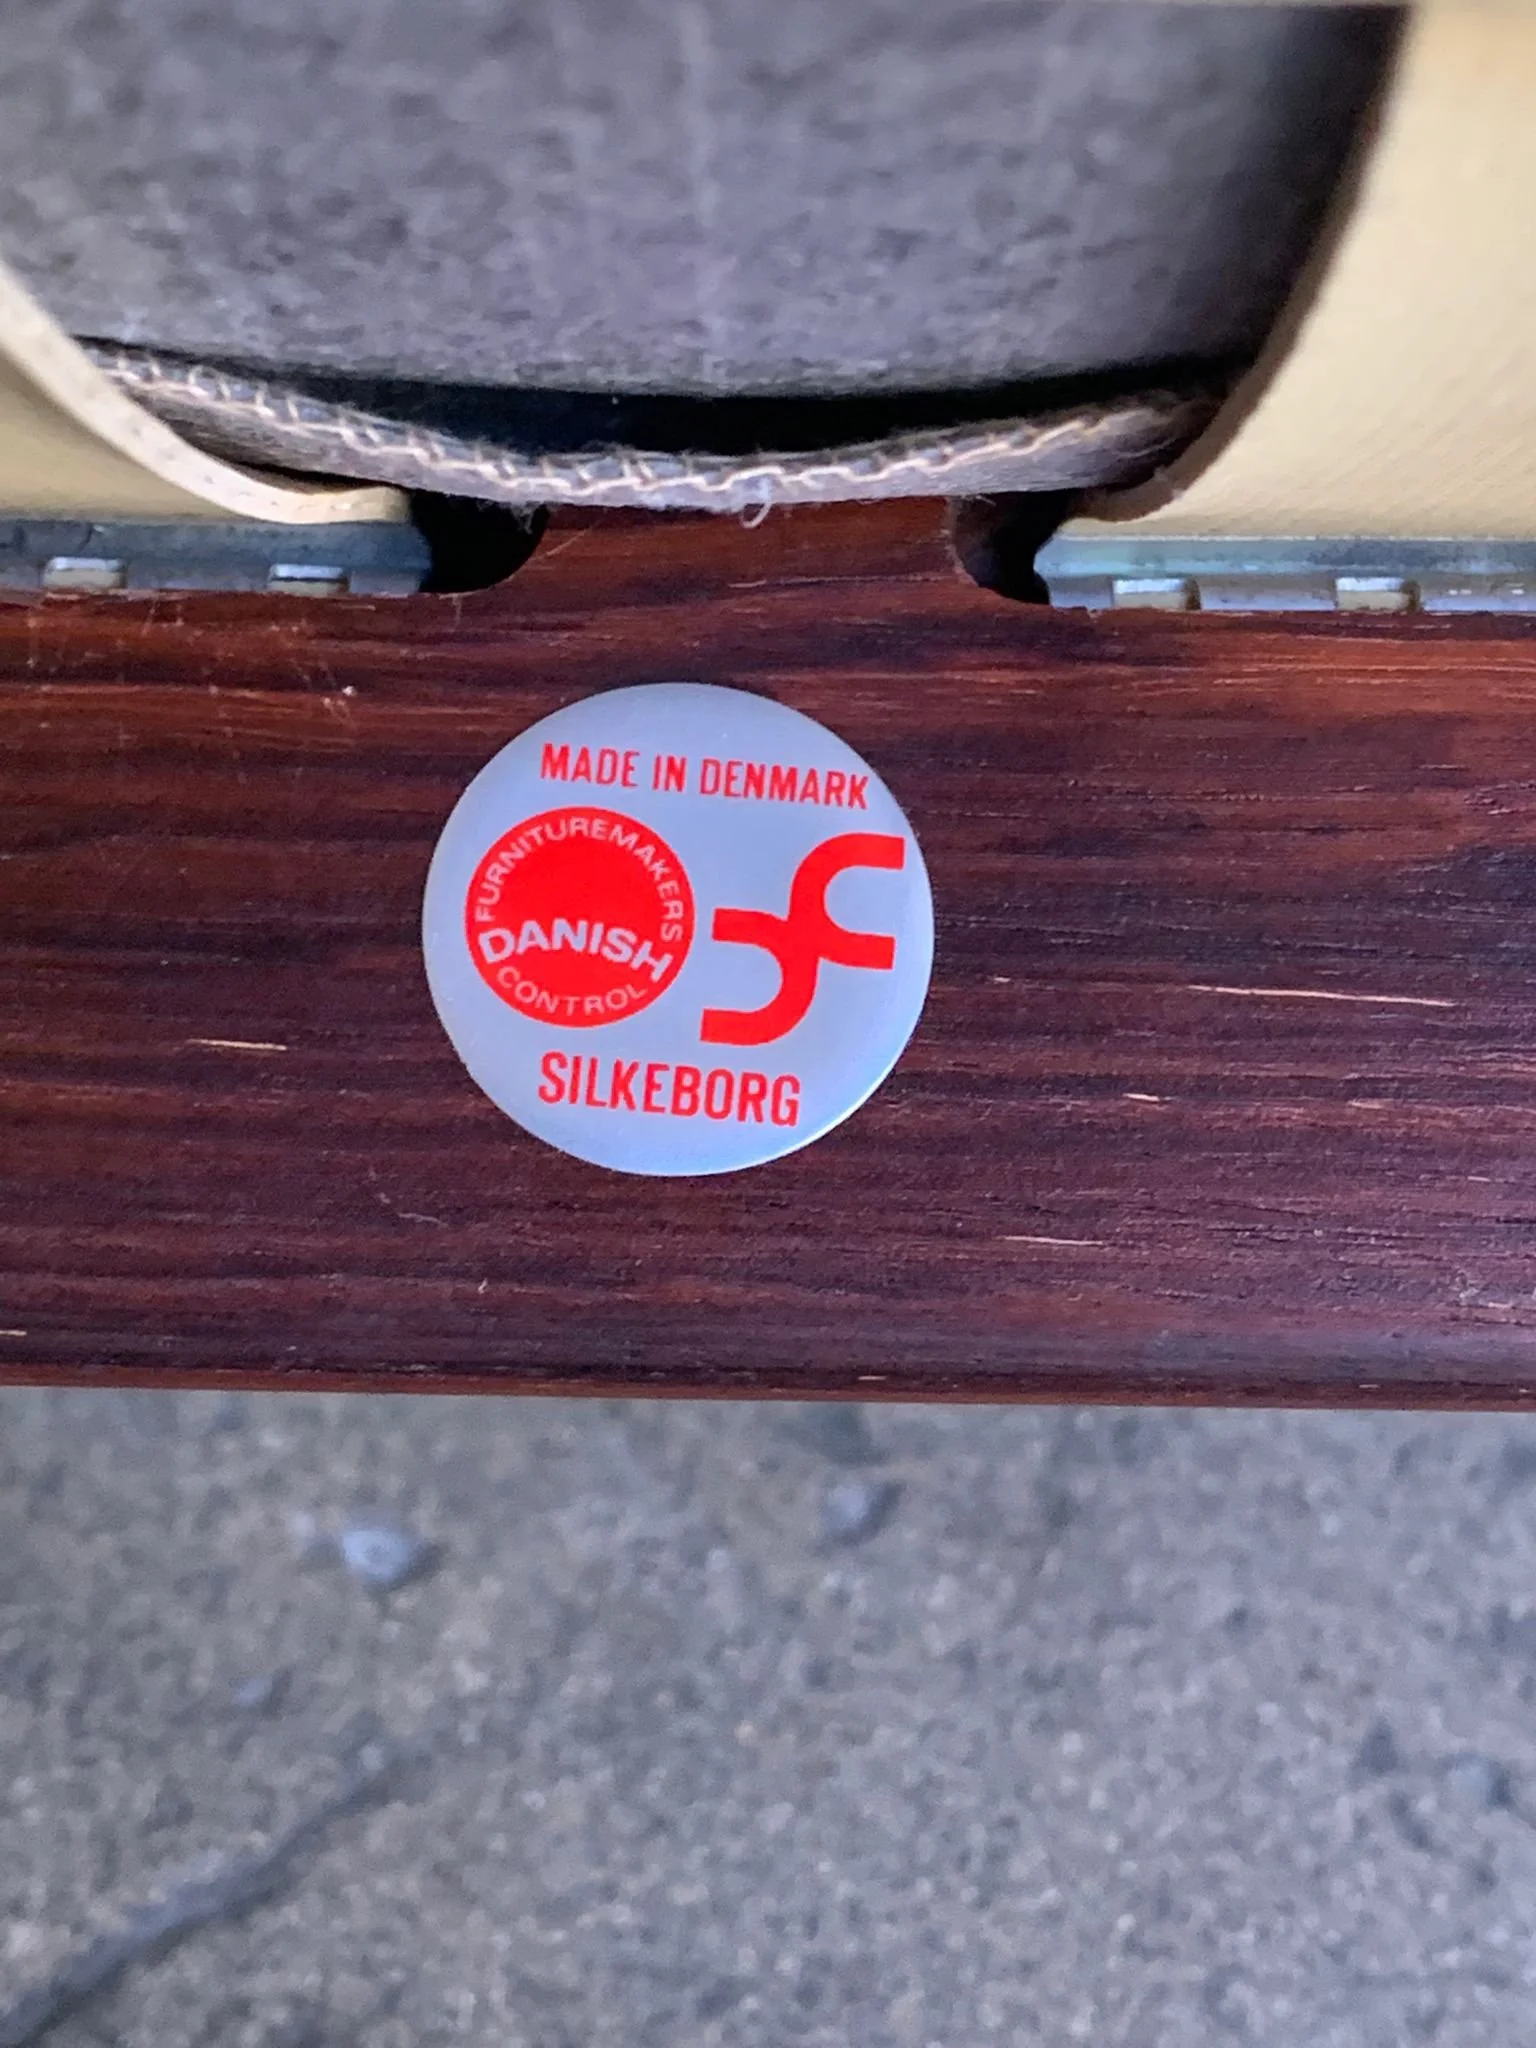 MADE IN DENMARK
FURNITUREMAKERS
DANISH
CONTROL
SILKEBORG